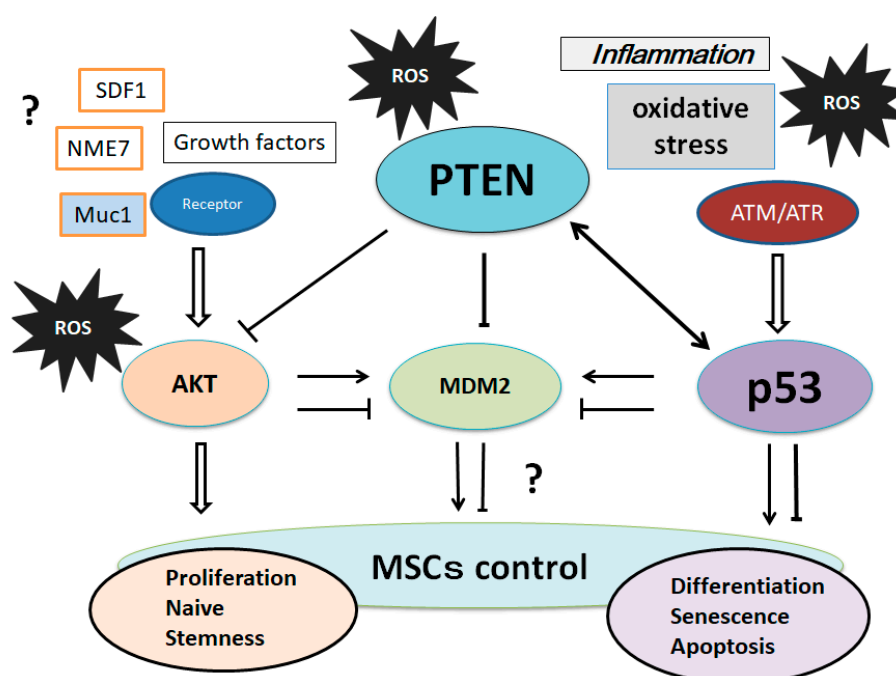 SDF1
?
NME7
Growth factors
Muc1
Receptor
ROS
PTEN
Inflammation
oxidative
stress
ROS
ATM/ATR
ROS
AKT
MDM2
p53
?
MSCs control
Proliferation
Naive
Stemness
Differentiation
Senescence
Apoptosis